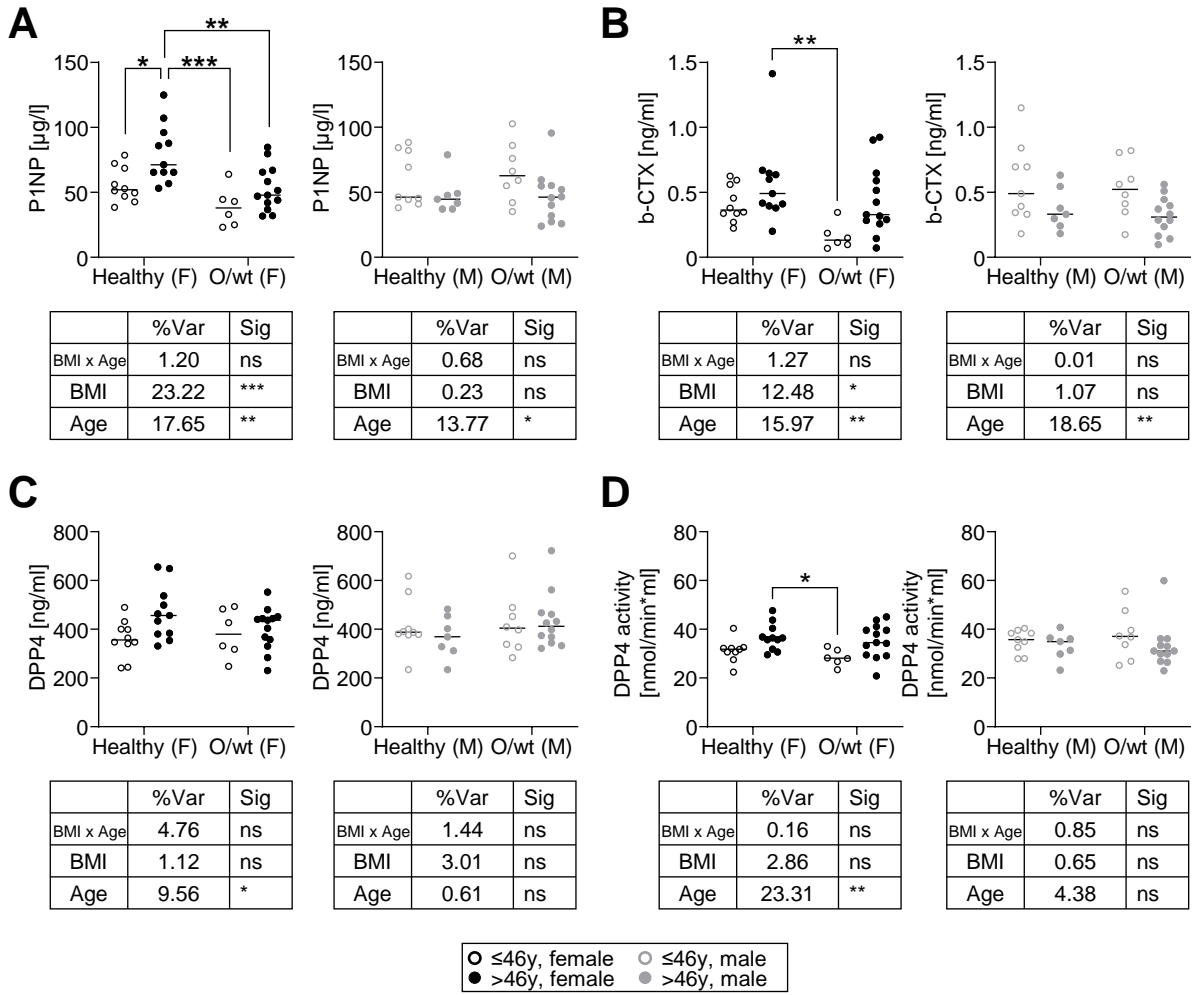 A
B
** 
* ***
**
150
100
50
0
P1NP [µg/l]
Healthy (F) O/wt (F)
150
100
50
0
P1NP [µg/l]
Healthy (M) O/wt (M)
1.5
1.0
0.5
0
b-CTX [ng/ml]
Healthy (F) O/wt (F)
1.5
1.0
0.5
0
b-CTX [ng/ml]
Healthy (M) O/wt (M)
%Var Sig
BMI x Age 1.20 ns
BMI 23.22 ***
Age 17.65 **
%Var Sig
BMI x Age 0.68 ns
BMI 0.23 ns
Age 13.77 *
%Var Sig
BMI x Age 1.27 ns
BMI 12.48 *
Age 15.97 **
%Var Sig
BMI x Age 0.01 ns
BMI 1.07 ns
Age 18.65 **
C
D
800
600
400
200
0
DPP4 [ng/ml]
Healthy (F) O/wt (F)
800
600
400
200
0
DPP4 [ng/ml]
Healthy (M) O/wt (M)
*
80
60
40
20
0
DPP4 activity
[nmol/min*ml]
Healthy (F) O/wt (F)
80
60
40
20
0
DPP4 activity
[nmol/min*ml]
Healthy (M) O/wt (M)
%Var Sig
BMI x Age 4.76 ns
BMI 1.12 ns
Age 9.56 *
%Var Sig
BMI x Age 1.44 ns
BMI 3.01 ns
Age 0.61 ns
%Var Sig
BMI x Age 0.16 ns
BMI 2.86 ns
Age 23.31 **
%Var Sig
BMI x Age 0.85 ns
BMI 0.65 ns
Age 4.38 ns
≤46y, female ≤46y, male
>46y, female >46y, male